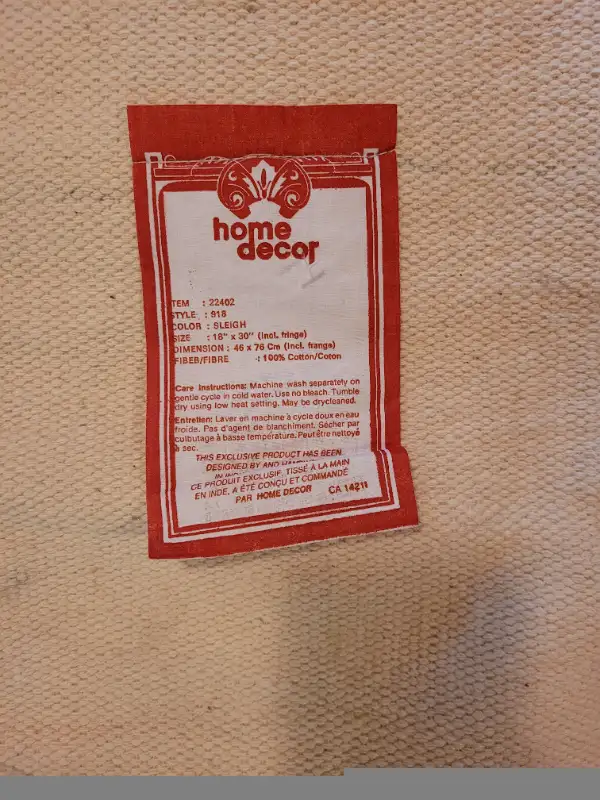 home
decor
ITEM : 22402
STYLE : 918
COLOR : SLEIGH
SIZE : 18" x 30" (incl. fringe)
DIMENSION : 46 x 76 Cm (incl. frange)
FIBEB/FIBRE : 100% Cotton/Coton
Care Instructions: Machine wash separately on
gentle cycle in cold water. Use no bleach. Tumble
dry using low heat setting. May be drycleaned.
Entretien: Laver en machine à cycle doux en eau
froide. Pas d'agent de blanchiment. Sécher par
culbutage à basse température. Peut être nettoyé
à sec.
THIS EXCLUSIVE PRODUCT HAS BEEN
DESIGNED BY AND
CE PRODUIT EXCLUSIF, TISSÉ À LA MAIN
EN INDE, A ÉTÉ CONÇU ET COMMANDÉ
PAR HOME DECOR CA 14211